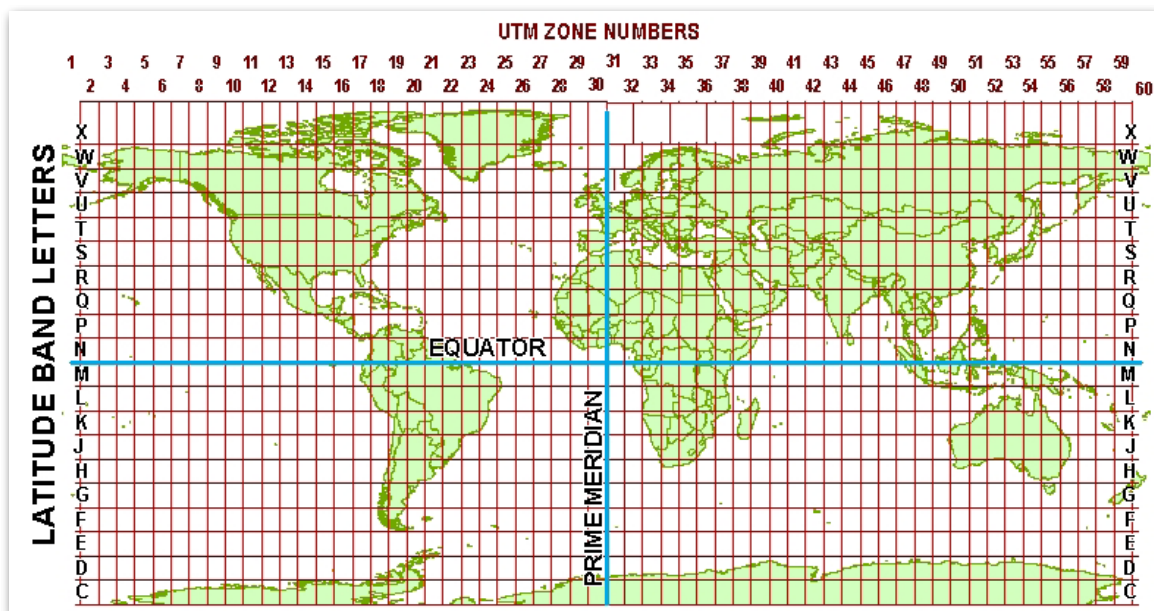 UTM ZONE NUMBERS
1 3 5 7 9 11 13 15 17 19 21 23 25 27 29 31 33 35 37 39 41 43 45 47 49 51 53 55 57 59
2 4 6 8 10 12 14 16 18 20 22 24 26 28 30 32 34 36 38 40 42 44 46 48 50 52 54 56 58 60
LATITUDE BAND LETTERS
X X
W W
V V
U U
T T
S S
R R
Q Q
P P
N EQUATOR N
M M
L L
K K
J J
H H
G G
F F
E E
D D
C C
PRIME MERIDIAN